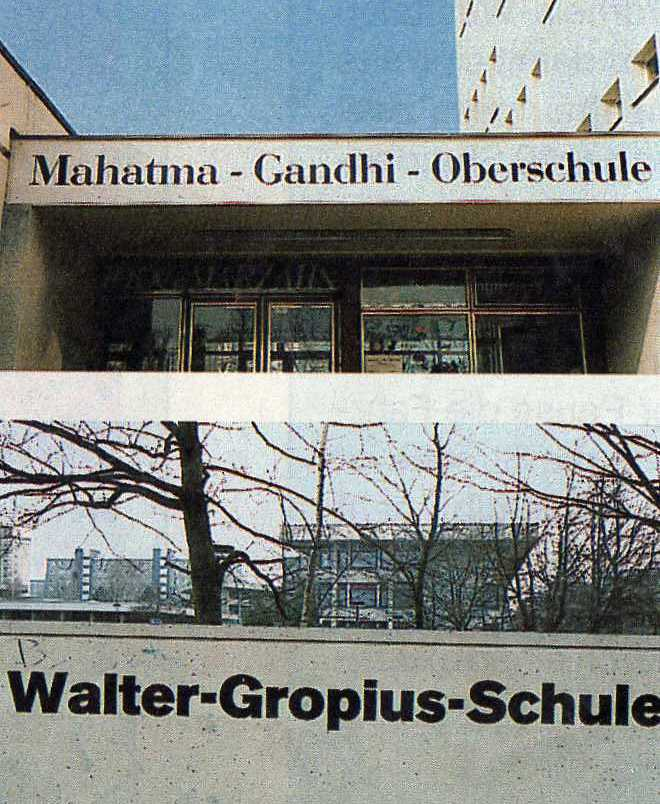 Mahatma - Gandhi - Oberschule
Walter-Gropius-Schule